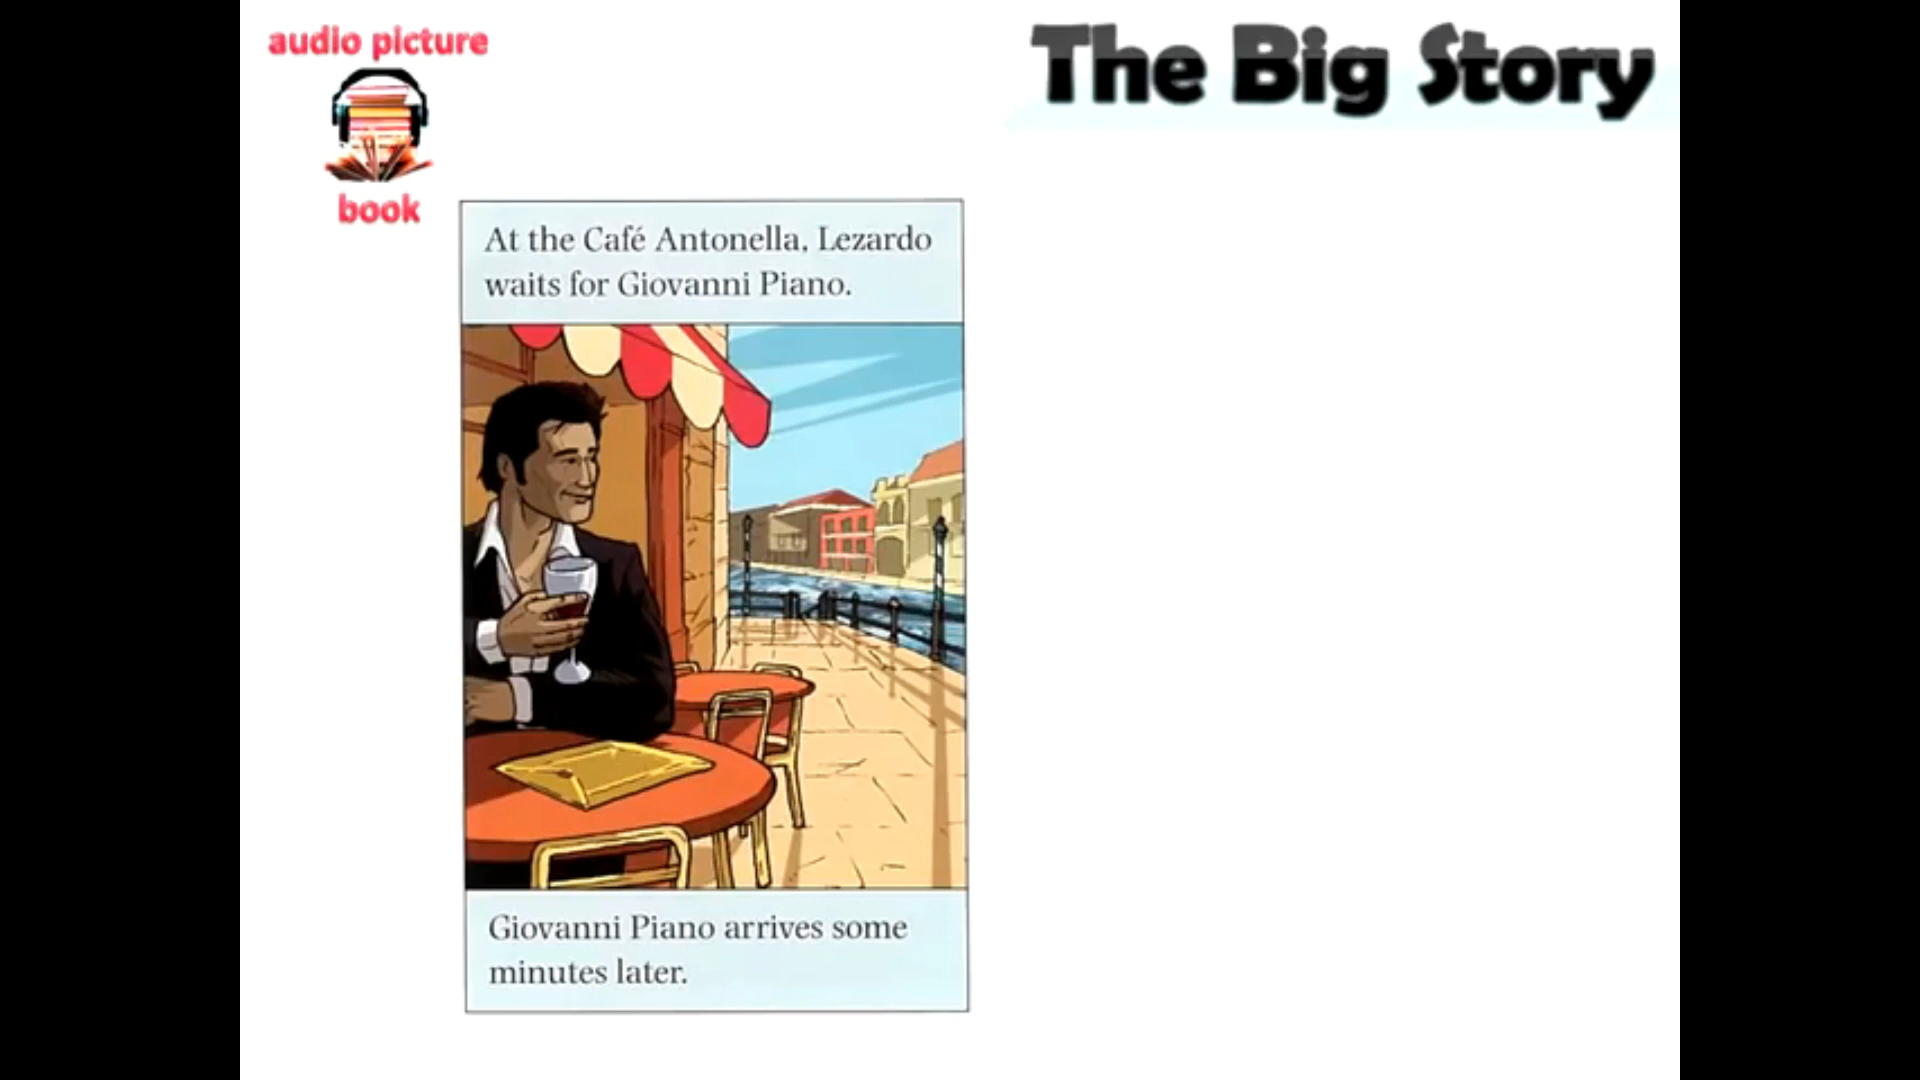 audio picture
book
The Big Story
At the Café Antonella, Lezardo
waits for Giovanni Piano.
Giovanni Piano arrives some
minutes later.